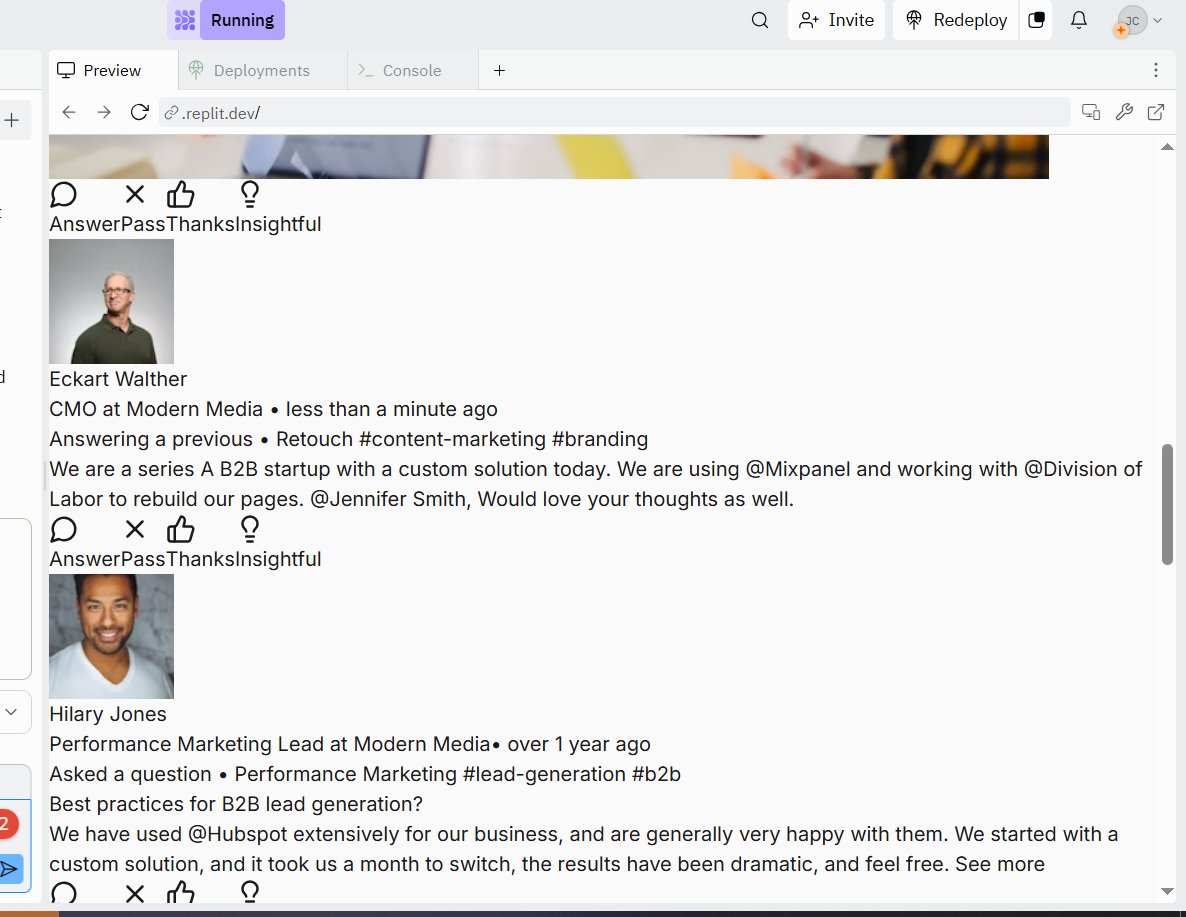 Running
Invite
Redeploy
JC
Preview
Deployments
Console
.replit.dev/
AnswerPassThanksInsightful
Eckart Walther
CMO at Modern Media • less than a minute ago
Answering a previous • Retouch #content-marketing #branding
We are a series A B2B startup with a custom solution today. We are using @Mixpanel and working with @Division of
Labor to rebuild our pages. @Jennifer Smith, Would love your thoughts as well.
AnswerPassThanksInsightful
Hilary Jones
Performance Marketing Lead at Modern Media• over 1 year ago
Asked a question • Performance Marketing #lead-generation #b2b
Best practices for B2B lead generation?
We have used @Hubspot extensively for our business, and are generally very happy with them. We started with a
custom solution, and it took us a month to switch, the results have been dramatic, and feel free. See more
2